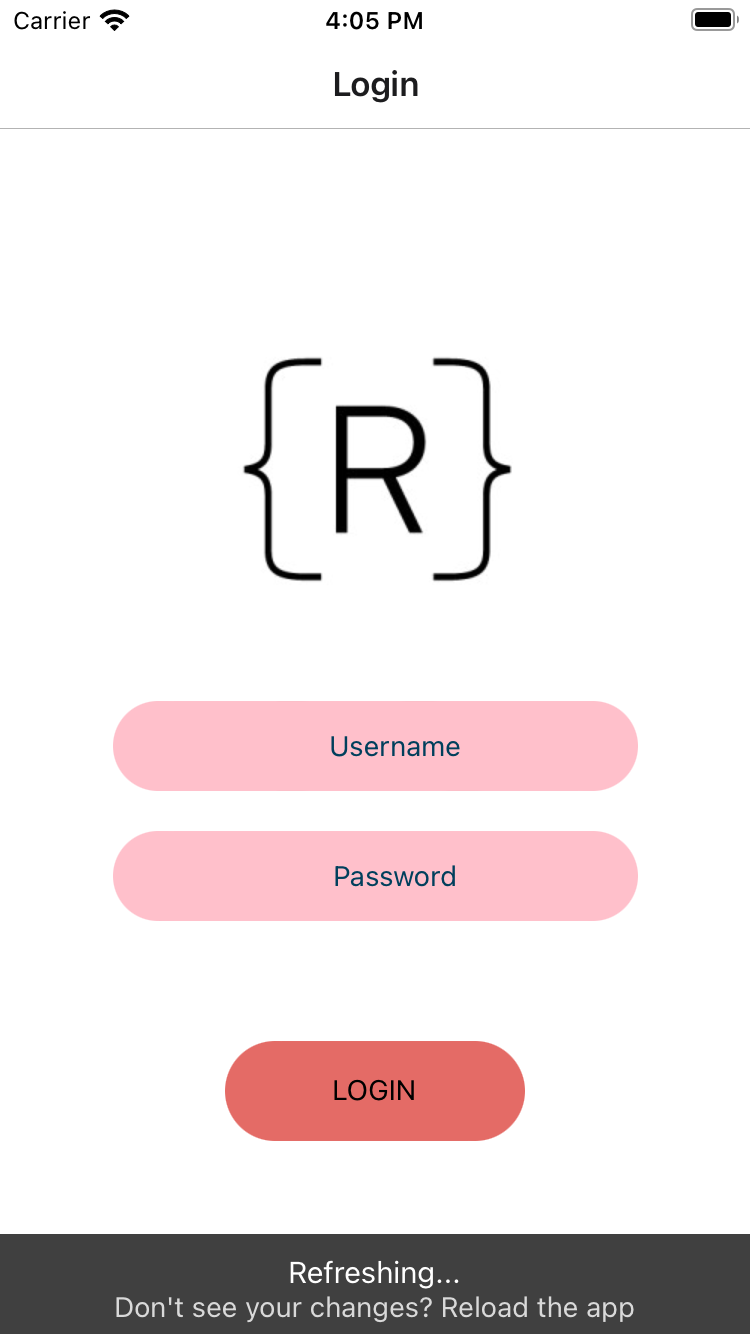 Carrier 4:05 PM
Login
{R}
Username
Password
LOGIN
Refreshing...
Don't see your changes? Reload the app